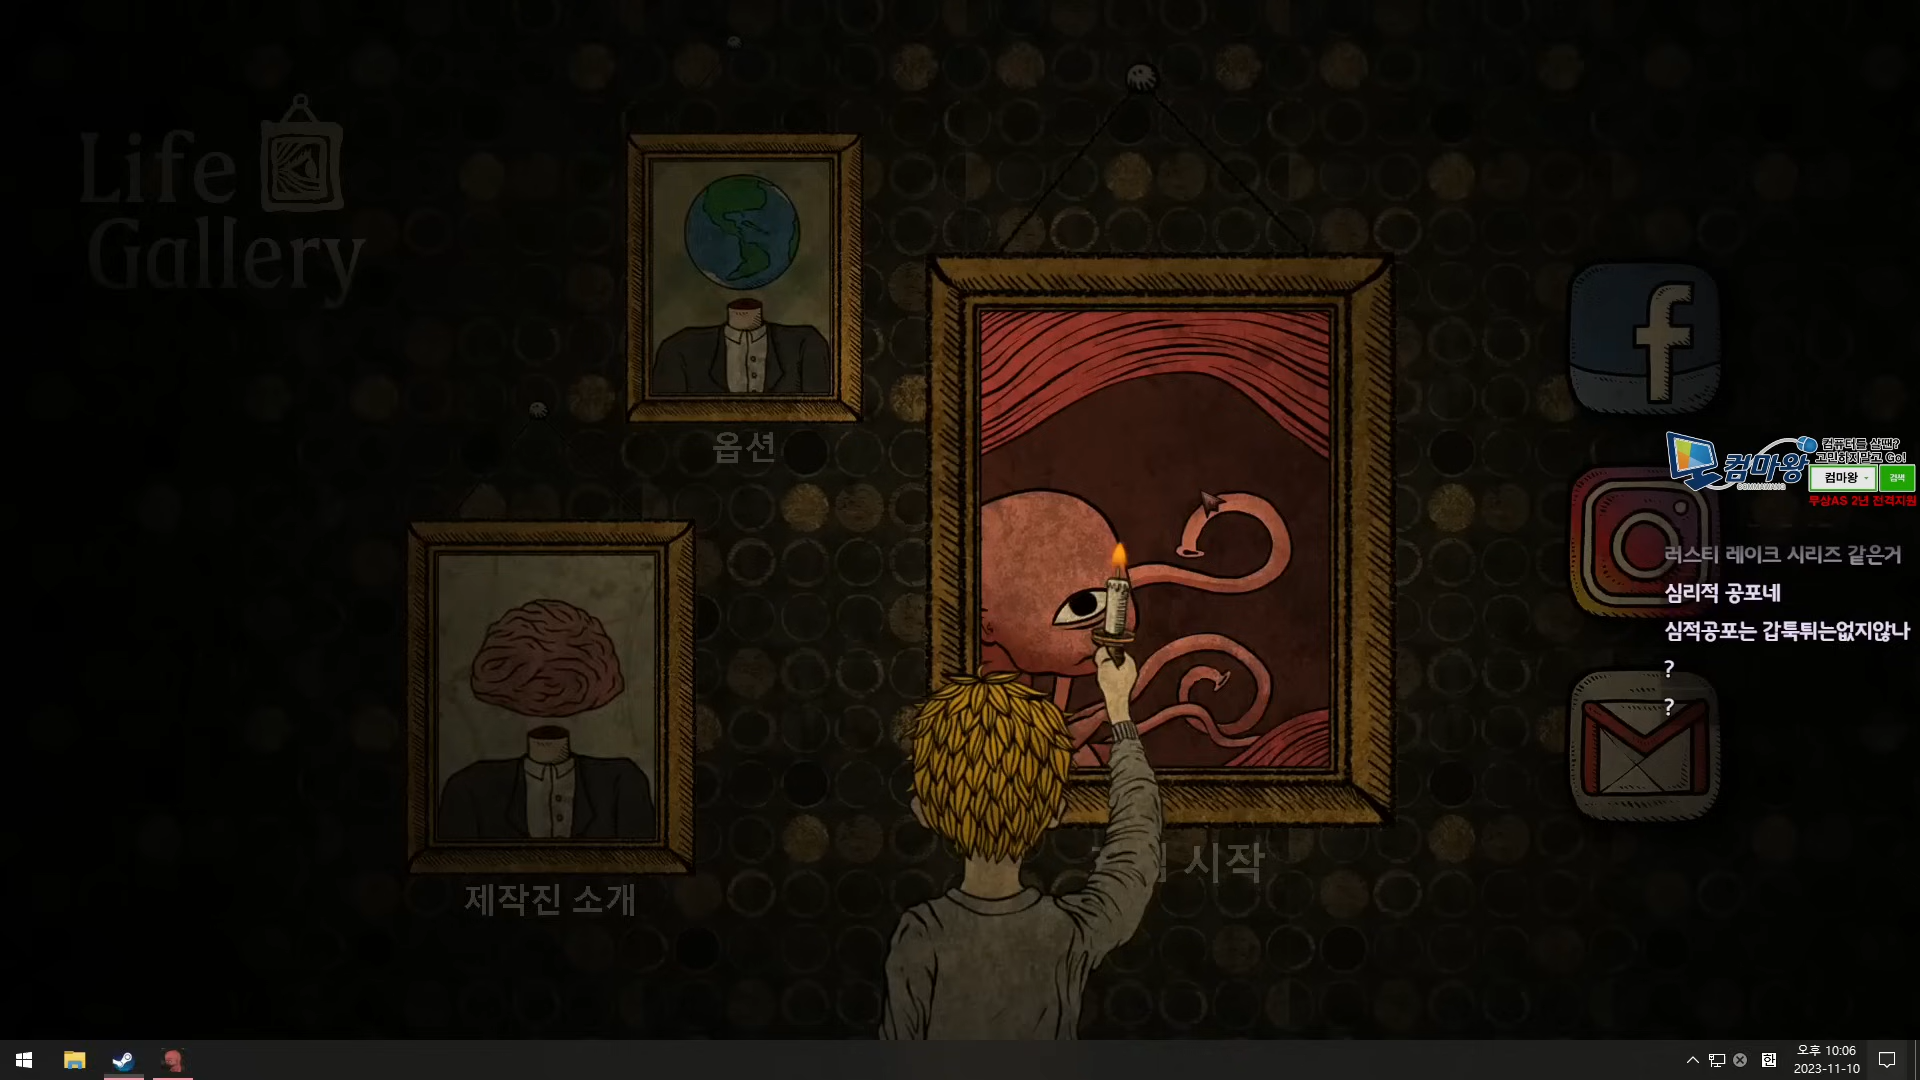 Life
Gallery
옵션
제작진 소개
시작
컴마왕
COMMAWANG
컴퓨터를 살땐?
고민하지말고 Go!
컴마왕
검색
무상AS 2년 전격지원
러스티 레이크 시리즈 같은거
심리적 공포네
심적공포는 갑툭튀는없지않나
?
?
한
오후 10:06
2023-11-10